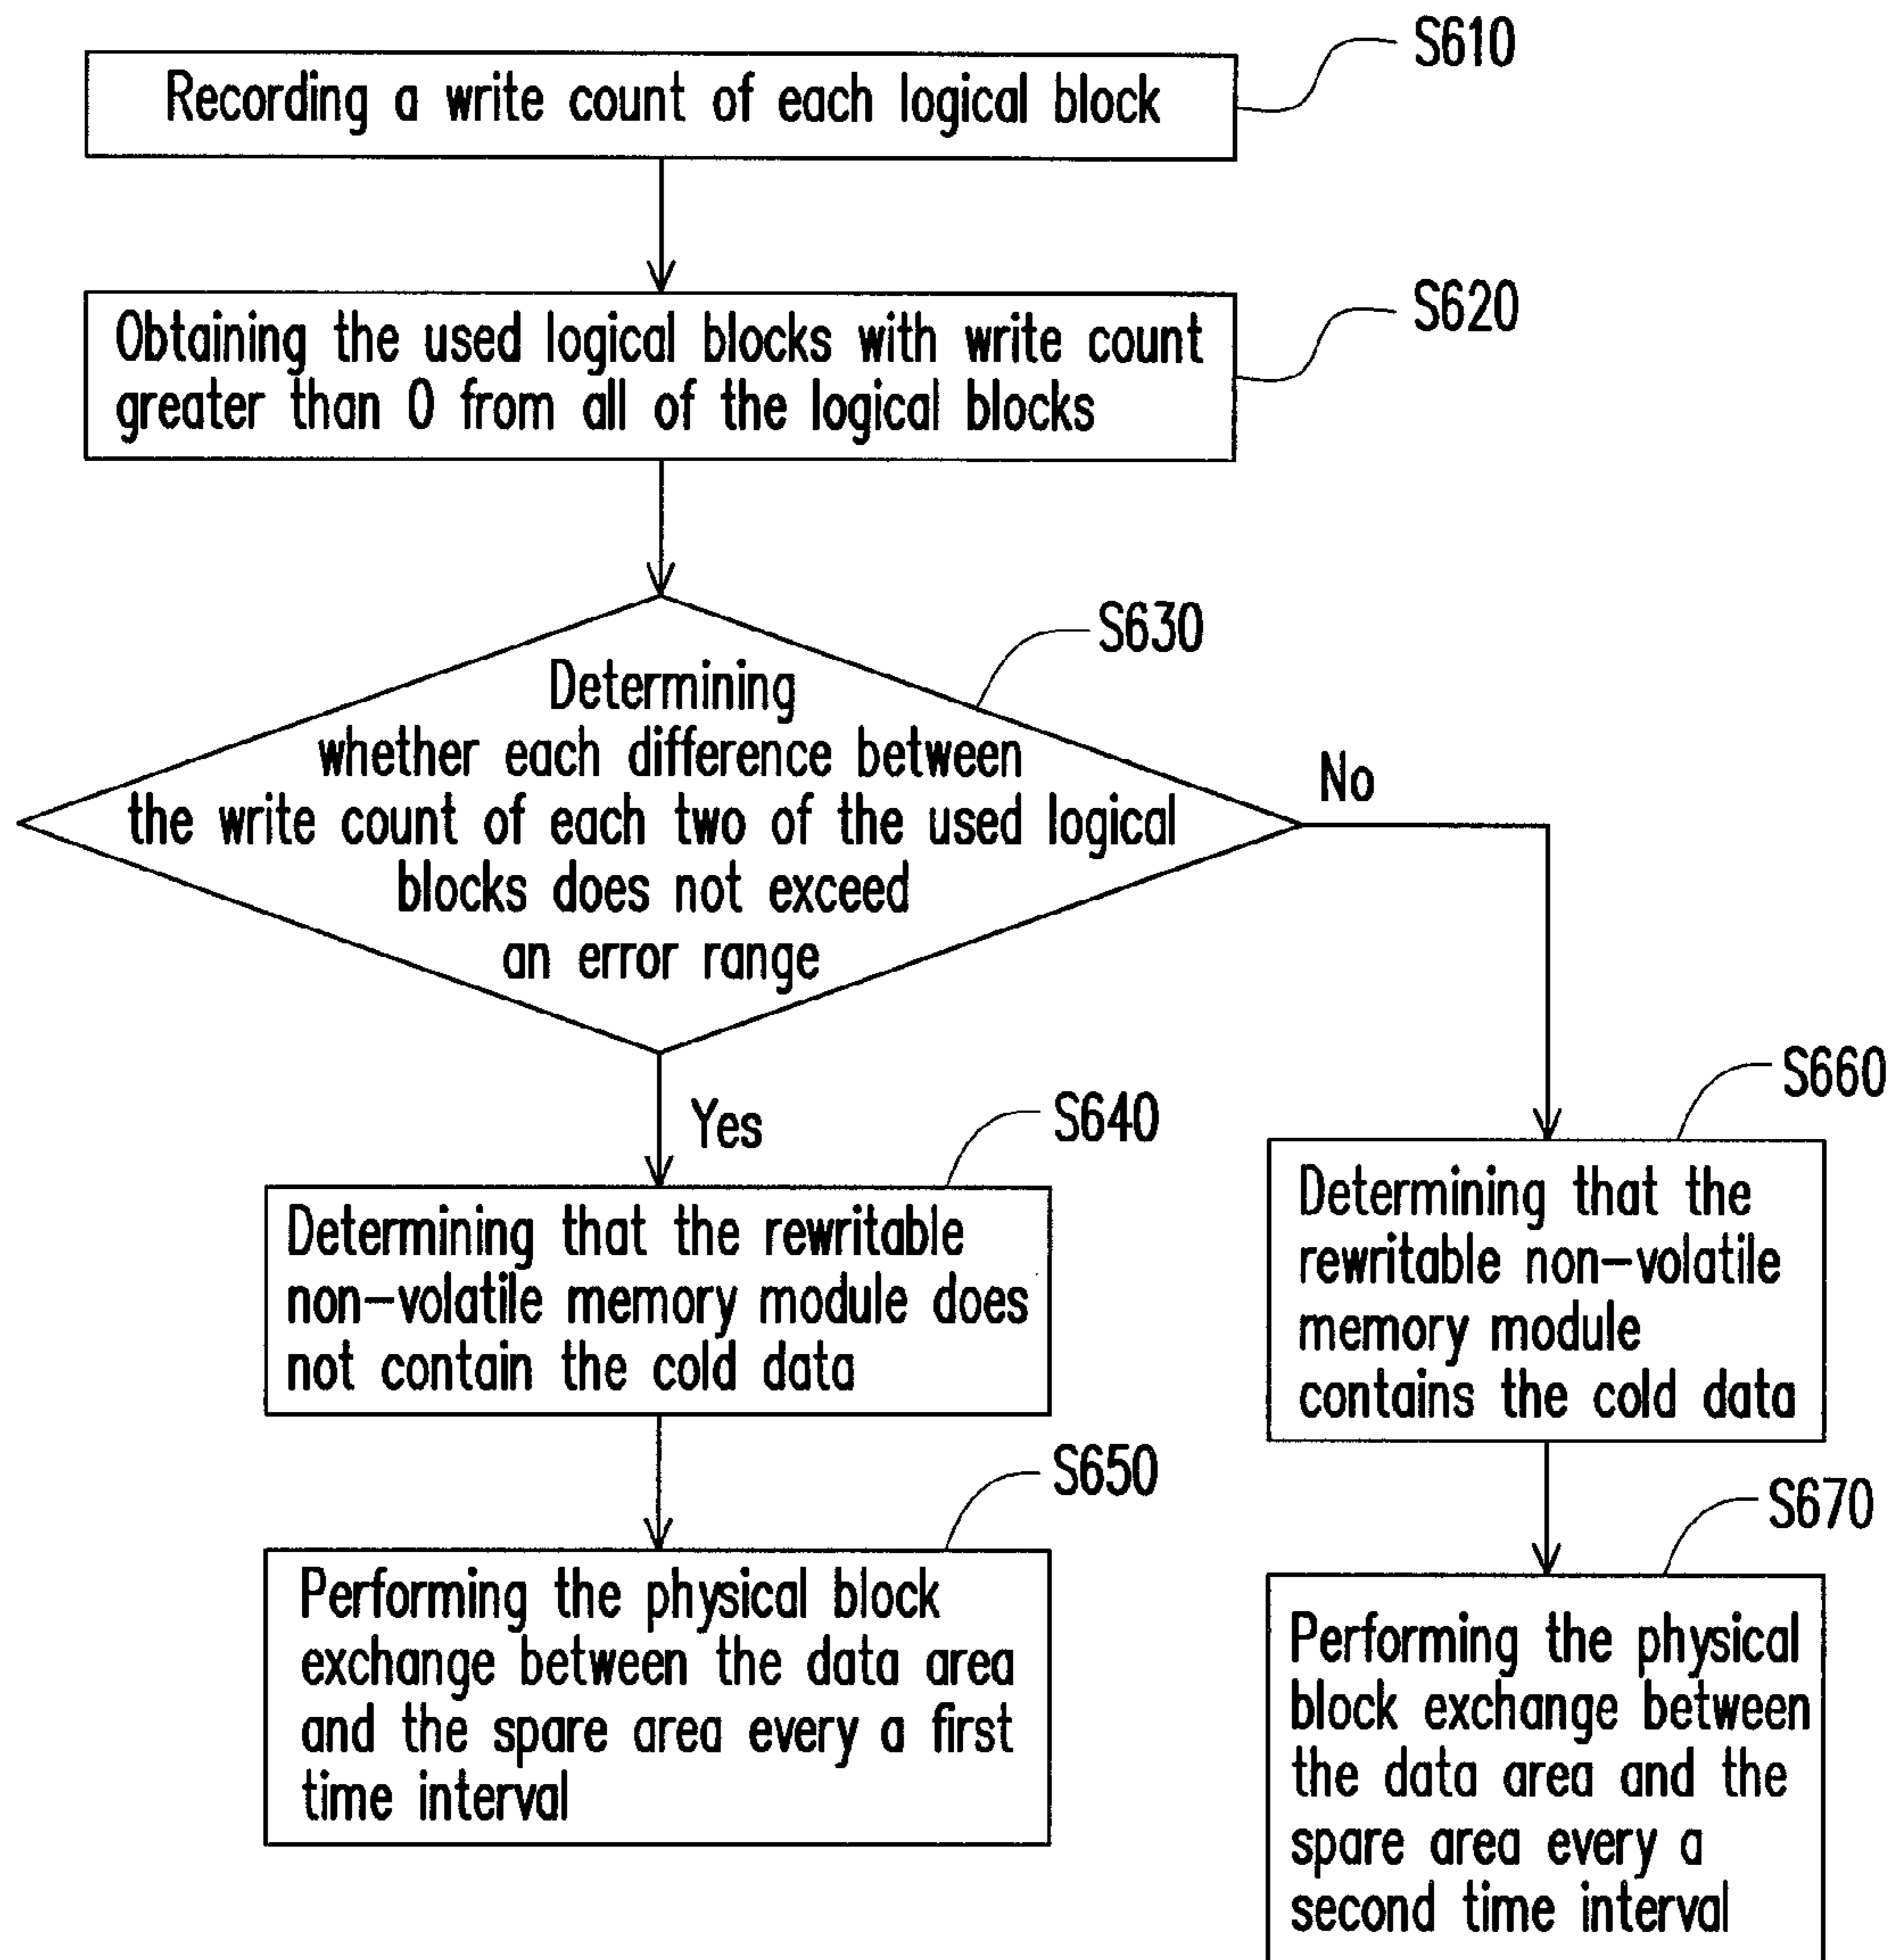 S610
Recording a write count of each logical block
S620
Obtaining the used logical blocks with write count
greater than 0 from all of the logical blocks
S630
Determining
whether each difference between
the write count of each two of the used logical
blocks does not exceed
an error range
No
Yes
S640
Determining that the rewritable
non-volatile memory module does
not contain the cold data
S660
Determining that the
rewritable non-volatile
memory module
contains the cold data
S650
Performing the physical block
exchange between the data area
and the spare area every a first
time interval
S670
Performing the physical
block exchange between
the data area and the
spare area every a
second time interval